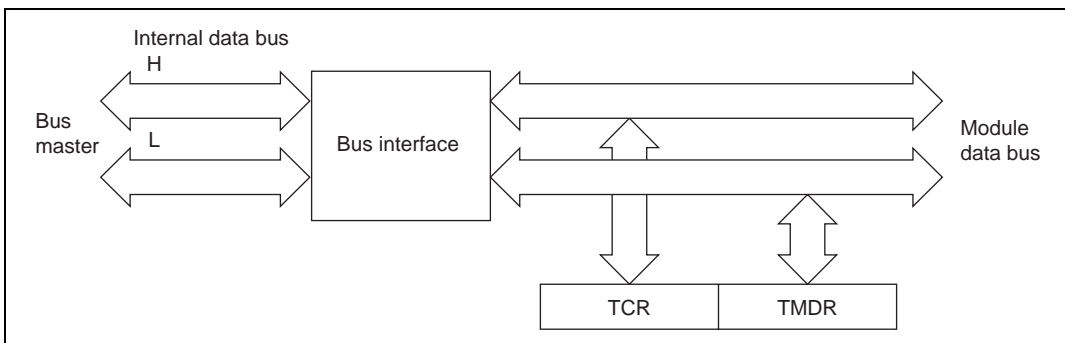 Internal data bus
H
Bus
master
L
Bus interface
Module
data bus
TCR
TMDR